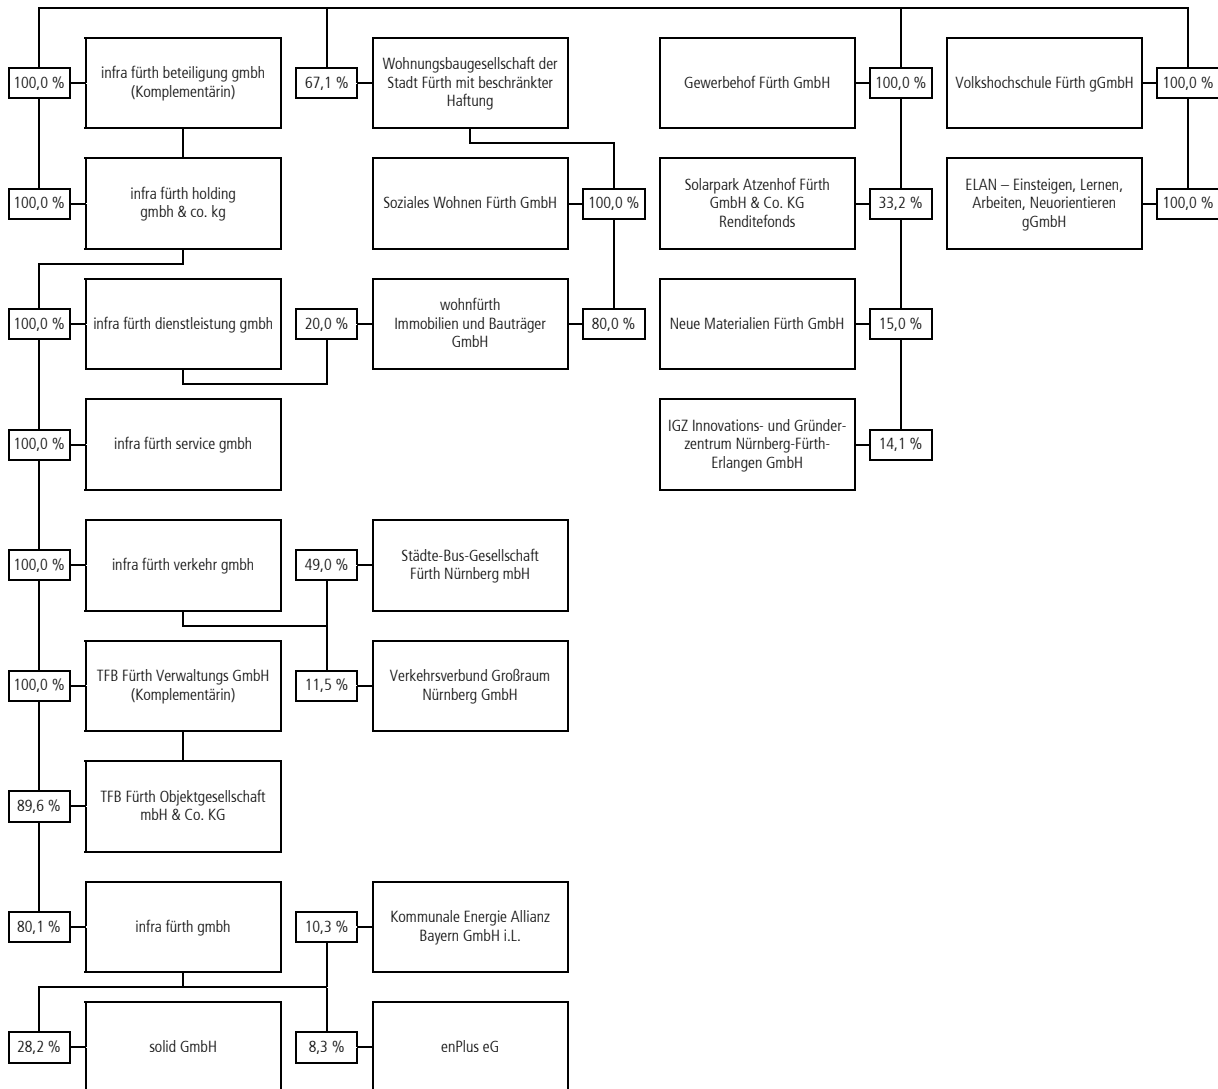 100,0 %
infra fürth beteiligung gmbh
(Komplementärin)
67,1 %
Wohnungsbaugesellschaft der
Stadt Fürth mit beschränkter
Haftung
Gewerbehof Fürth GmbH
100,0 %
Volkshochschule Fürth gGmbH
100,0 %
100,0 %
infra fürth holding
gmbh & co. kg
Soziales Wohnen Fürth GmbH
100,0 %
Solarpark Atzenhof Fürth
GmbH & Co. KG
Renditefonds
33,2 %
ELAN – Einsteigen, Lernen,
Arbeiten, Neuorientieren
gGmbH
100,0 %
100,0 %
infra fürth dienstleistung gmbh
20,0 %
wohnfürth
Immobilien und Bauträger
GmbH
80,0 %
Neue Materialien Fürth GmbH
15,0 %
100,0 %
infra fürth service gmbh
IGZ Innovations- und Gründer-
zentrum Nürnberg-Fürth-
Erlangen GmbH
14,1 %
100,0 %
infra fürth verkehr gmbh
49,0 %
Städte-Bus-Gesellschaft
Fürth Nürnberg mbH
100,0 %
TFB Fürth Verwaltungs GmbH
(Komplementärin)
11,5 %
Verkehrsverbund Großraum
Nürnberg GmbH
89,6 %
TFB Fürth Objektgesellschaft
mbH & Co. KG
80,1 %
infra fürth gmbh
10,3 %
Kommunale Energie Allianz
Bayern GmbH i.L.
28,2 %
solid GmbH
8,3 %
enPlus eG